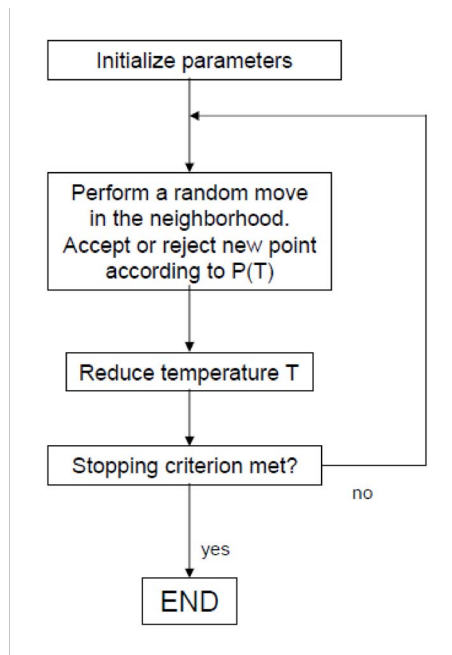 Initialize parameters
Perform a random move
in the neighborhood.
Accept or reject new point
according to P(T)
Reduce temperature T
Stopping criterion met?
no
yes
END